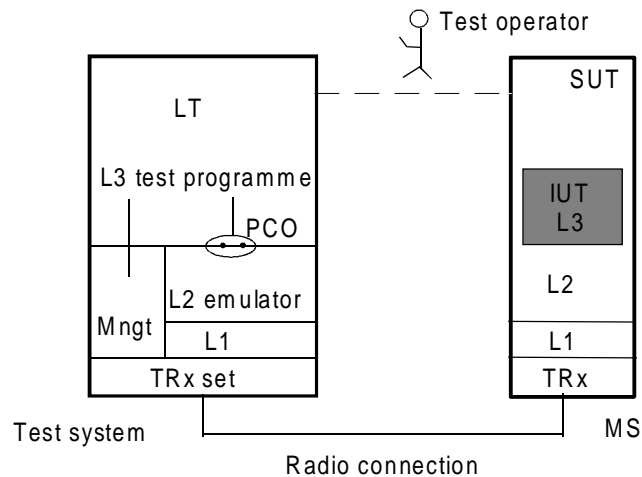 Test operator
LT
SUT
L3 test programme
PCO
IUT
L3
L2 emulator
Mngt
L1
TRx set
L2
L1
TRx
Test system
MS
Radio connection